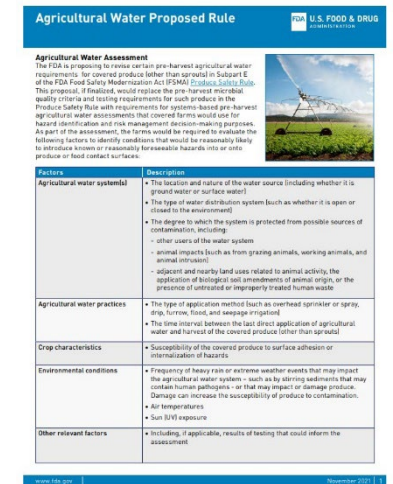 Agricultural Water Proposed Rule
FDA U.S. FOOD & DRUG
ADMINISTRATION
Agricultural Water Assessment
The FDA is proposing to revise certain pre-harvest agricultural water
requirements for covered produce (other than sprouts) in Subpart E
of the FDA Food Safety Modernization Act (FSMA) Produce Safety Rule.
This proposal, if finalized, would replace the pre-harvest microbial
quality criteria and testing requirements for such produce in the
Produce Safety Rule with requirements for systems-based pre-harvest
agricultural water assessments that covered farms would use for
hazard identification and risk management decision-making purposes.
As part of the assessment, the farms would be required to evaluate the
following factors to identify conditions that would be reasonably likely
to introduce known or reasonably foreseeable hazards into or onto
produce or food contact surfaces:
Factors
Description
Agricultural water system(s)
• The location and nature of the water source (including whether it is
ground water or surface water)
• The type of water distribution system (such as whether it is open or
closed to the environment)
• The degree to which the system is protected from possible sources of
contamination, including:
- other users of the water system
- animal impacts (such as from grazing animals, working animals, and
animal intrusion)
- adjacent and nearby land uses related to animal activity, the
application of biological soil amendments of animal origin, or the
presence of untreated or improperly treated human waste
Agricultural water practices
• The type of application method (such as overhead sprinkler or spray,
drip, furrow, flood, and seepage irrigation)
• The time interval between the last direct application of agricultural
water and harvest of the covered produce (other than sprouts)
Crop characteristics
• Susceptibility of the covered produce to surface adhesion or
internalization of hazards
Environmental conditions
• Frequency of heavy rain or extreme weather events that may impact
the agricultural water system – such as by stirring sediments that may
contain human pathogens - or that may impact or damage produce.
Damage can increase the susceptibility of produce to contamination.
• Air temperatures
• Sun (UV) exposure
Other relevant factors
• Including, if applicable, results of testing that could inform the
assessment
www.fda.gov
November 2021 | 1